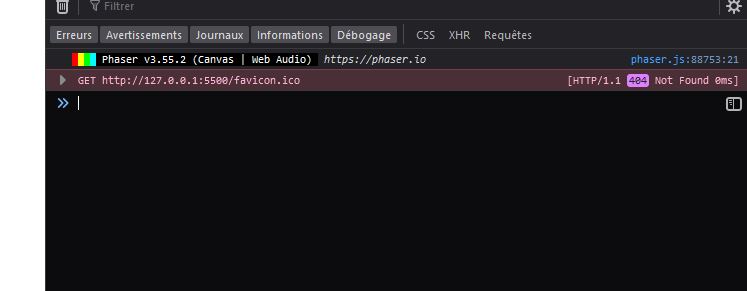 Filtrer
Erreurs Avertissements Journaux Informations Débogage CSS XHR Requêtes
Phaser v3.55.2 (Canvas | Web Audio) https://phaser.io phaser.js:88753:21
GET http://127.0.0.1:5500/favicon.ico [HTTP/1.1 404 Not Found 0ms]